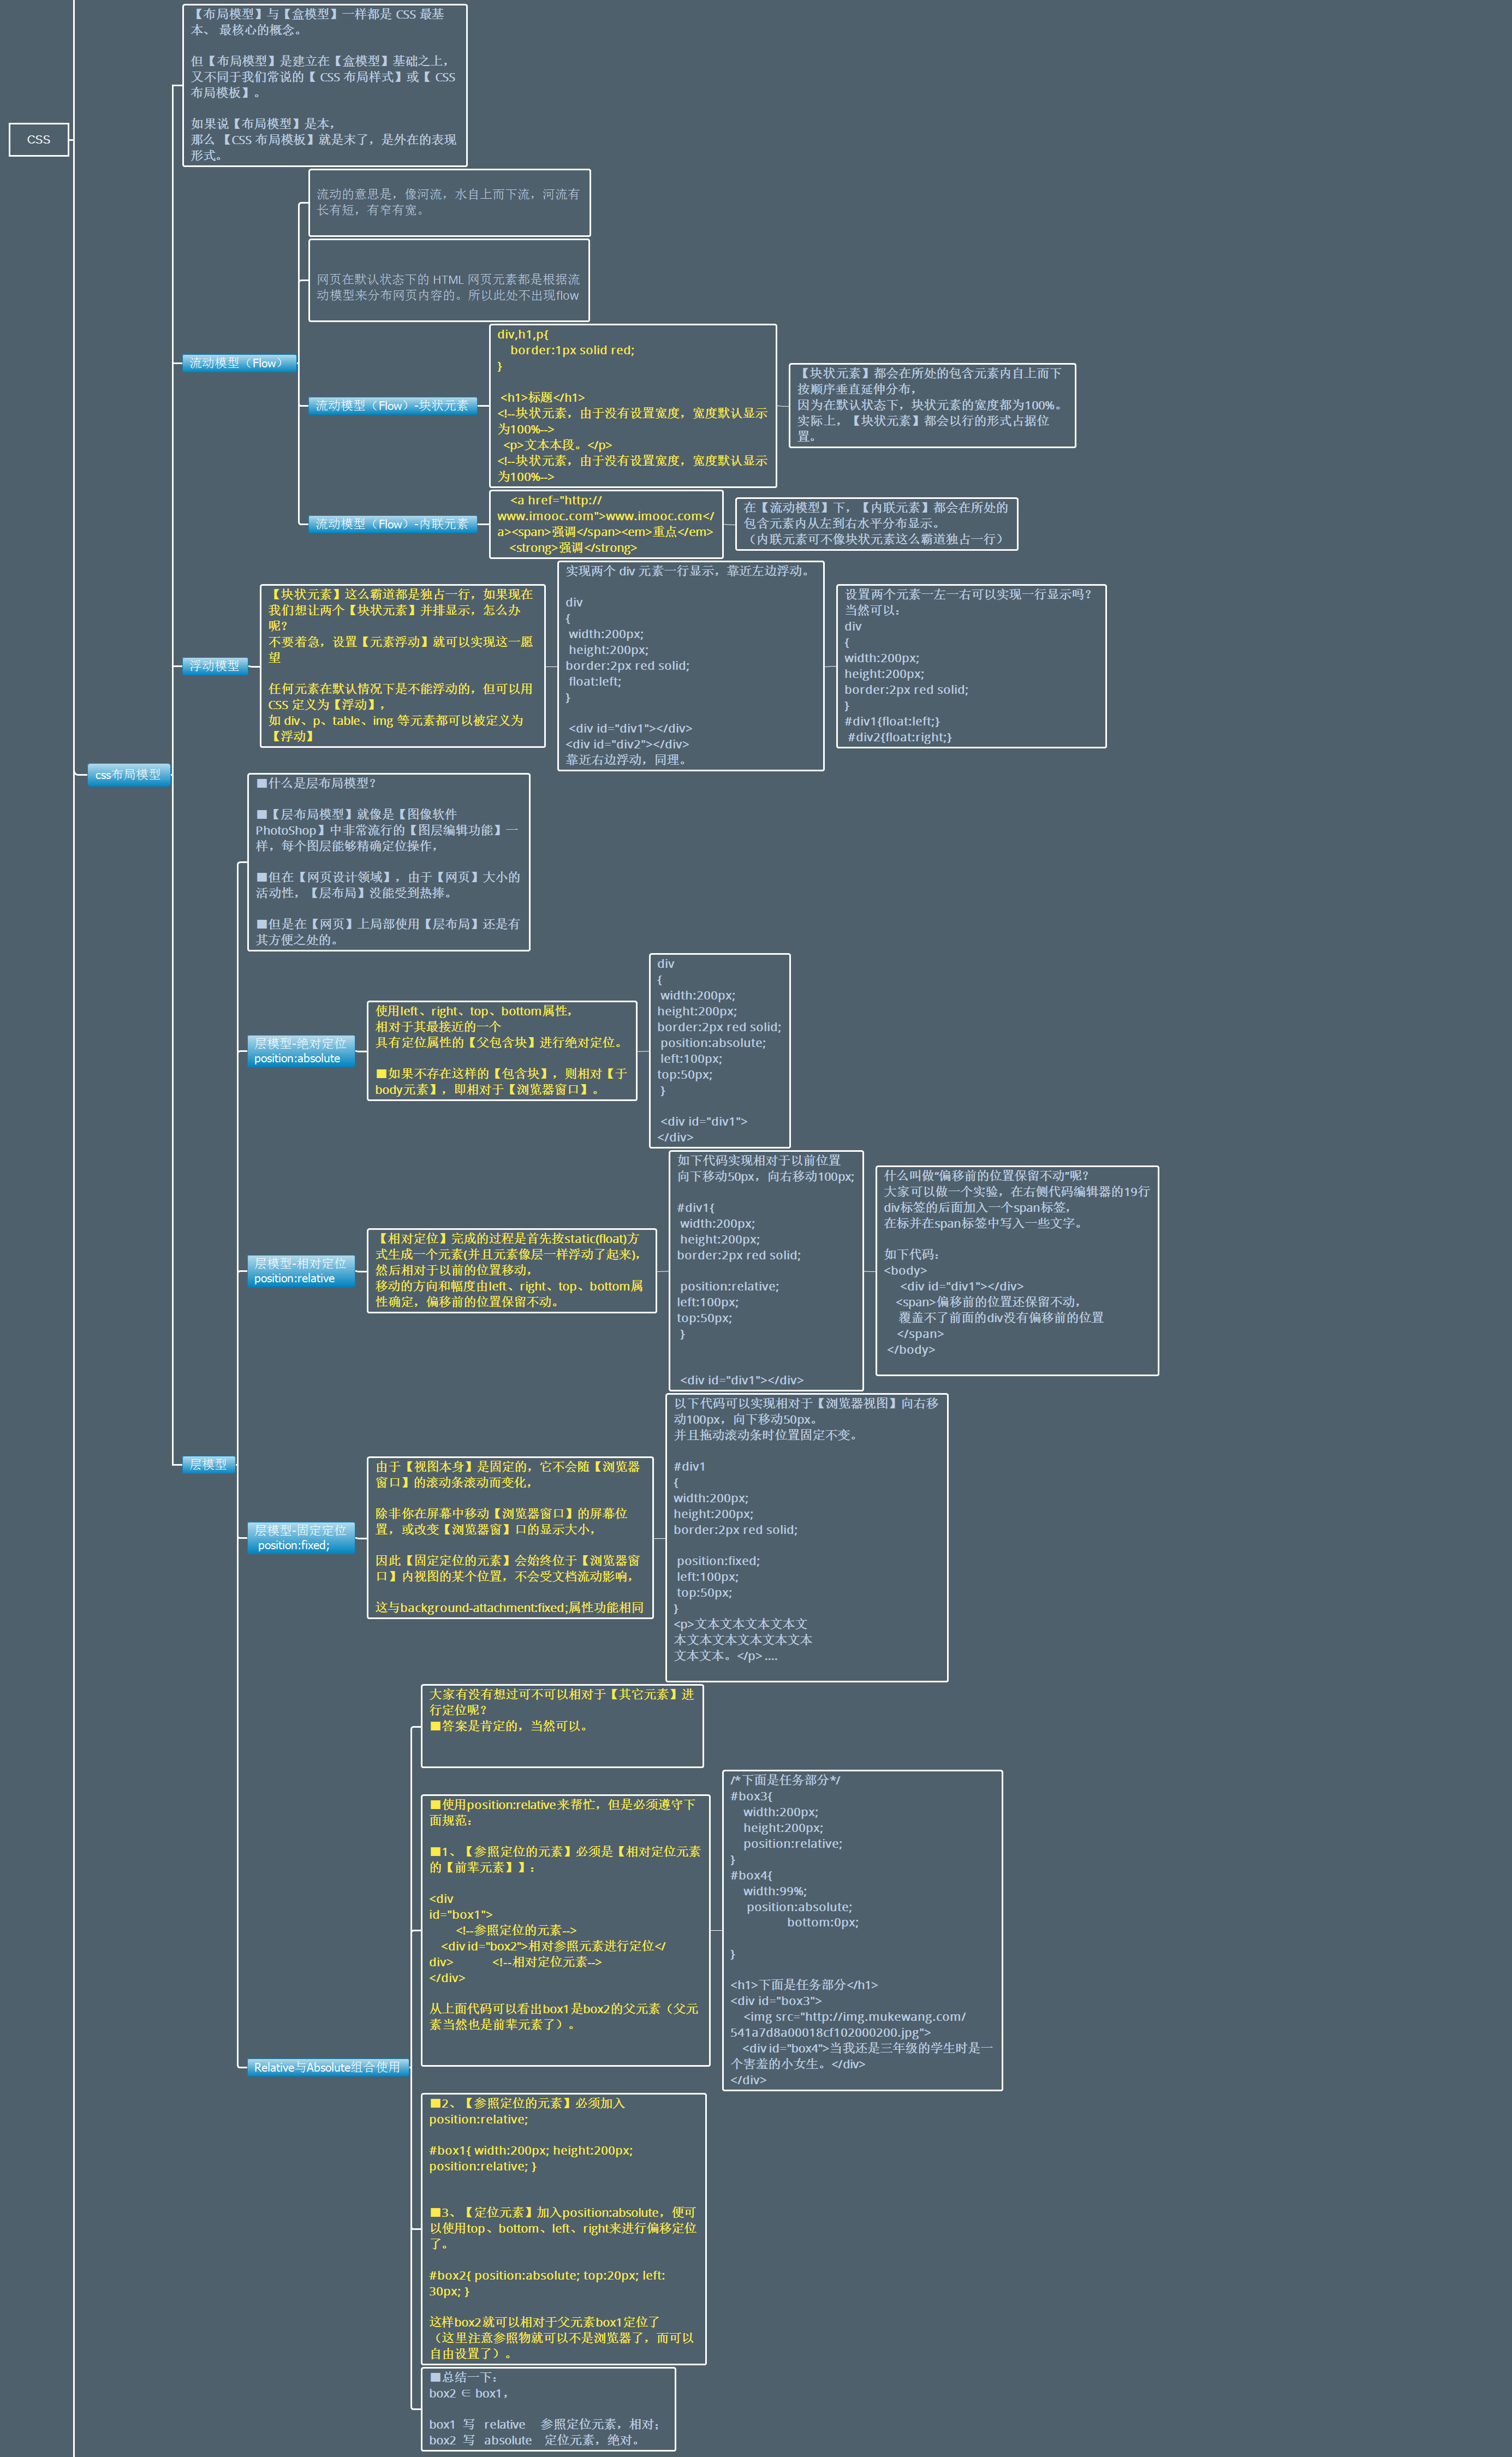 CSS
css布局模型
【布局模型】与【盒模型】一样都是 CSS 最基
本、 最核心的概念。
但【布局模型】是建立在【盒模型】基础之上，
又不同于我们常说的【 CSS 布局样式】或【 CSS
布局模板】。
如果说【布局模型】是本，
那么 【CSS 布局模板】就是末了，是外在的表现
形式。
流动模型（Flow）
流动的意思是，像河流，水自上而下流，河流有
长有短，有窄有宽。
网页在默认状态下的 HTML 网页元素都是根据流
动模型来分布网页内容的。所以此处不出现flow
流动模型（Flow）-块状元素
div,h1,p{
border:1px solid red;
}
<h1>标题</h1>
<!--块状元素，由于没有设置宽度，宽度默认显示
为100%-->
<p>文本本段。</p>
<!--块状元素，由于没有设置宽度，宽度默认显示
为100%-->
【块状元素】都会在所处的包含元素内自上而下
按顺序垂直延伸分布，
因为在默认状态下，块状元素的宽度都为100%。
实际上，【块状元素】都会以行的形式占据位
置。
流动模型（Flow）-内联元素
<a href="http://
www.imooc.com">www.imooc.com</
a><span>强调</span><em>重点</em>
<strong>强调</strong>
在【流动模型】下，【内联元素】都会在所处的
包含元素内从左到右水平分布显示。
（内联元素可不像块状元素这么霸道独占一行）
浮动模型
【块状元素】这么霸道都是独占一行，如果现在
我们想让两个【块状元素】并排显示，怎么办
呢？
不要着急，设置【元素浮动】就可以实现这一愿
望
任何元素在默认情况下是不能浮动的，但可以用
CSS 定义为【浮动】，
如 div、p、table、img 等元素都可以被定义为
【浮动】
实现两个 div 元素一行显示，靠近左边浮动。
div
{
width:200px;
height:200px;
border:2px red solid;
float:left;
}
<div id="div1"></div>
<div id="div2"></div>
靠近右边浮动，同理。
设置两个元素一左一右可以实现一行显示吗？
当然可以：
div
{
width:200px;
height:200px;
border:2px red solid;
}
#div1{float:left;}
#div2{float:right;}
层模型
■什么是层布局模型？
■【层布局模型】就像是【图像软件
PhotoShop】中非常流行的【图层编辑功能】一
样，每个图层能够精确定位操作，
■但在【网页设计领域】，由于【网页】大小的
活动性，【层布局】没能受到热捧。
■但是在【网页】上局部使用【层布局】还是有
其方便之处的。
层模型-绝对定位
position:absolute
使用left、right、top、bottom属性，
相对于其最接近的一个
具有定位属性的【父包含块】进行绝对定位。
■如果不存在这样的【包含块】，则相对【于
body元素】，即相对于【浏览器窗口】。
div
{
width:200px;
height:200px;
border:2px red solid;
position:absolute;
left:100px;
top:50px;
}
<div id="div1">
</div>
层模型-相对定位
position:relative
【相对定位】完成的过程是首先按static(float)方
式生成一个元素(并且元素像层一样浮动了起来)，
然后相对于以前的位置移动，
移动的方向和幅度由left、right、top、bottom属
性确定，偏移前的位置保留不动。
如下代码实现相对于以前位置
向下移动50px，向右移动100px;
#div1{
width:200px;
height:200px;
border:2px red solid;
position:relative;
left:100px;
top:50px;
}
<div id="div1"></div>
什么叫做“偏移前的位置保留不动”呢？
大家可以做一个实验，在右侧代码编辑器的19行
div标签的后面加入一个span标签，
在标并在span标签中写入一些文字。
如下代码：
<body>
<div id="div1"></div>
<span>偏移前的位置还保留不动，
覆盖不了前面的div没有偏移前的位置
</span>
</body>
层模型-固定定位
position:fixed;
由于【视图本身】是固定的，它不会随【浏览器
窗口】的滚动条滚动而变化，
除非你在屏幕中移动【浏览器窗口】的屏幕位
置，或改变【浏览器窗】口的显示大小，
因此【固定定位的元素】会始终位于【浏览器窗
口】内视图的某个位置，不会受文档流动影响，
这与background-attachment:fixed;属性功能相同
以下代码可以实现相对于【浏览器视图】向右移
动100px，向下移动50px。
并且拖动滚动条时位置固定不变。
#div1
{
width:200px;
height:200px;
border:2px red solid;
position:fixed;
left:100px;
top:50px;
}
<p>文本文本文本文本文
本文本文本文本文本文本
文本文本。</p> ....
Relative与Absolute组合使用
大家有没有想过可不可以相对于【其它元素】进
行定位呢？
■答案是肯定的，当然可以。
■使用position:relative来帮忙，但是必须遵守下
面规范：
■1、【参照定位的元素】必须是【相对定位元素
的【前辈元素】】：
<div
id="box1">
<!--参照定位的元素-->
<div id="box2">相对参照元素进行定位</
div> <!--相对定位元素-->
</div>
从上面代码可以看出box1是box2的父元素（父元
素当然也是前辈元素了）。
/*下面是任务部分*/
#box3{
width:200px;
height:200px;
position:relative;
}
#box4{
width:99%;
position:absolute;
bottom:0px;
}
<h1>下面是任务部分</h1>
<div id="box3">
<img src="http://img.mukewang.com/
541a7d8a00018cf102000200.jpg">
<div id="box4">当我还是三年级的学生时是一
个害羞的小女生。</div>
</div>
■2、【参照定位的元素】必须加入
position:relative;
#box1{ width:200px; height:200px;
position:relative; }
■3、【定位元素】加入position:absolute，便可
以使用top、bottom、left、right来进行偏移定位
了。
#box2{ position:absolute; top:20px; left:
30px; }
这样box2就可以相对于父元素box1定位了
（这里注意参照物就可以不是浏览器了，而可以
自由设置了）。
■总结一下：
box2 ∈ box1，
box1 写 relative 参照定位元素，相对；
box2 写 absolute 定位元素，绝对。